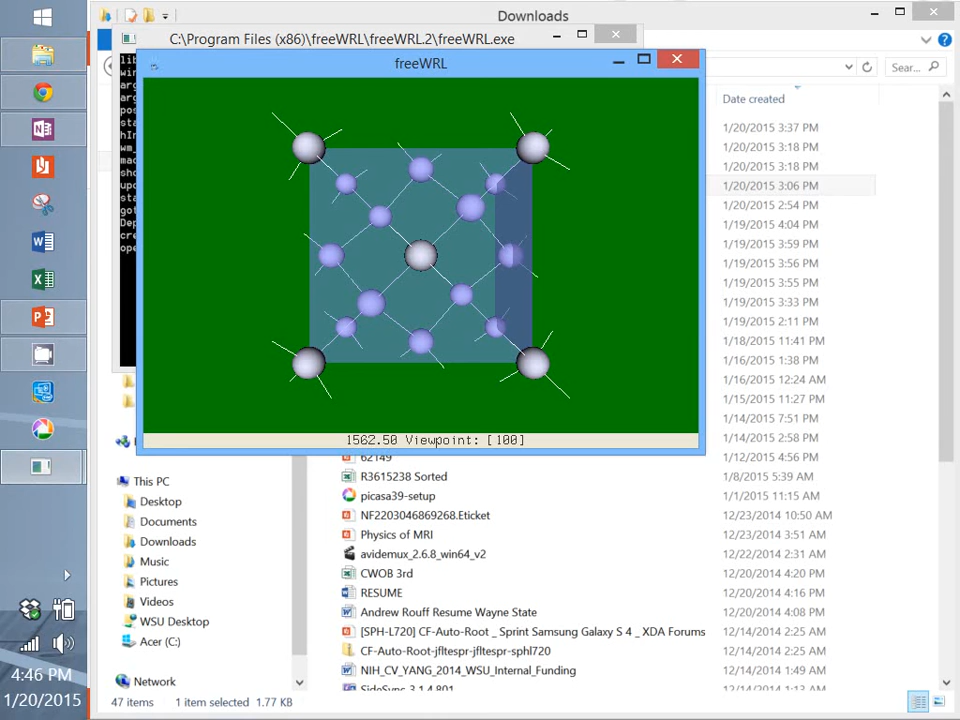 Downloads
C:\Program Files (x86)\freeWRL\freeWRL.2\freeWRL.exe
freeWRL
Sear...
Date created
1/20/2015 3:37 PM
1/20/2015 3:18 PM
1/20/2015 3:18 PM
1/20/2015 3:06 PM
1/20/2015 2:54 PM
1/19/2015 4:04 PM
1/19/2015 3:59 PM
1/19/2015 3:56 PM
1/19/2015 3:55 PM
1/19/2015 3:33 PM
1/19/2015 2:11 PM
1/18/2015 11:41 PM
1/16/2015 1:38 PM
1/16/2015 12:24 AM
1/15/2015 11:27 PM
1/14/2015 7:51 PM
1/14/2015 2:58 PM
1562.50 Viewpoint: [100]
62149 1/12/2015 4:56 PM
This PC
R3615238 Sorted 1/8/2015 5:39 AM
Desktop
picasa39-setup 1/1/2015 11:15 AM
Documents
NF2203046869268.Eticket 12/23/2014 10:50 AM
Downloads
Physics of MRI 12/23/2014 3:51 AM
Music
avidemux_2.6.8_win64_v2 12/22/2014 2:31 AM
Pictures
CWOB 3rd 12/20/2014 4:20 PM
Videos
RESUME 12/20/2014 4:16 PM
WSU Desktop
Andrew Rouff Resume Wayne State 12/20/2014 4:08 PM
Acer (C:)
[SPH-L720] CF-Auto-Root _ Sprint Samsung Galaxy S 4 _ XDA Forums 12/14/2014 2:25 AM
CF-Auto-Root-jfltespr-jfltespr-sphl720 12/14/2014 2:25 AM
NIH_CV_YANG_2014_WSU_Internal_Funding 12/14/2014 1:49 AM
Network
SideSync_3.1.4.801 12/14/2014 1:13 AM
47 items 1 item selected 1.77 KB
4:46 PM
1/20/2015